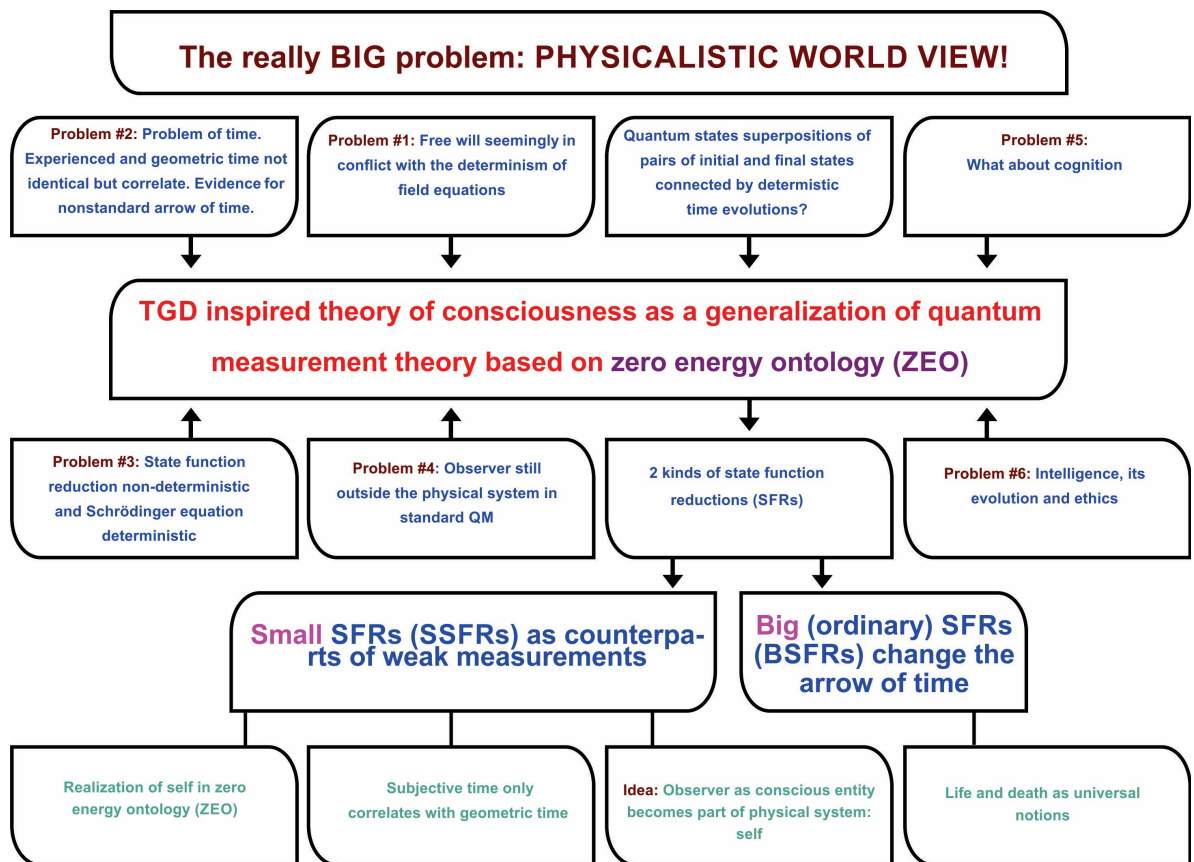 The really BIG problem: PHYSICALISTIC WORLD VIEW!
Problem #2: Problem of time.
Experienced and geometric time not
identical but correlate. Evidence for
nonstandard arrow of time.
Problem #1: Free will seemingly in
conflict with the determinism of
field equations
Quantum states superpositions of
pairs of initial and final states
connected by determistic
time evolutions?
Problem #5:
What about cognition
TGD inspired theory of consciousness as a generalization of quantum
measurement theory based on zero energy ontology (ZEO)
Problem #3: State function
reduction non-deterministic
and Schrödinger equation
deterministic
Problem #4: Observer still
outside the physical system in
standard QM
2 kinds of state function
reductions (SFRs)
Problem #6: Intelligence, its
evolution and ethics
Small SFRs (SSFRs) as counterpa-
rts of weak measurements
Big (ordinary) SFRs
(BSFRs) change the
arrow of time
Realization of self in zero
energy ontology (ZEO)
Subjective time only
correlates with geometric time
Idea: Observer as conscious entity
becomes part of physical system:
self
Life and death as universal
notions